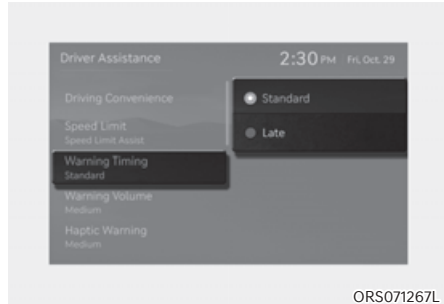 Driver Assistance
2:30 PM Fri, Oct. 29
Driving Convenience
Speed Limit
Speed Limit Assist
Warning Timing
Standard
Warning Volume
Medium
Haptic Warning
Medium
Standard
Late
ORS071267L